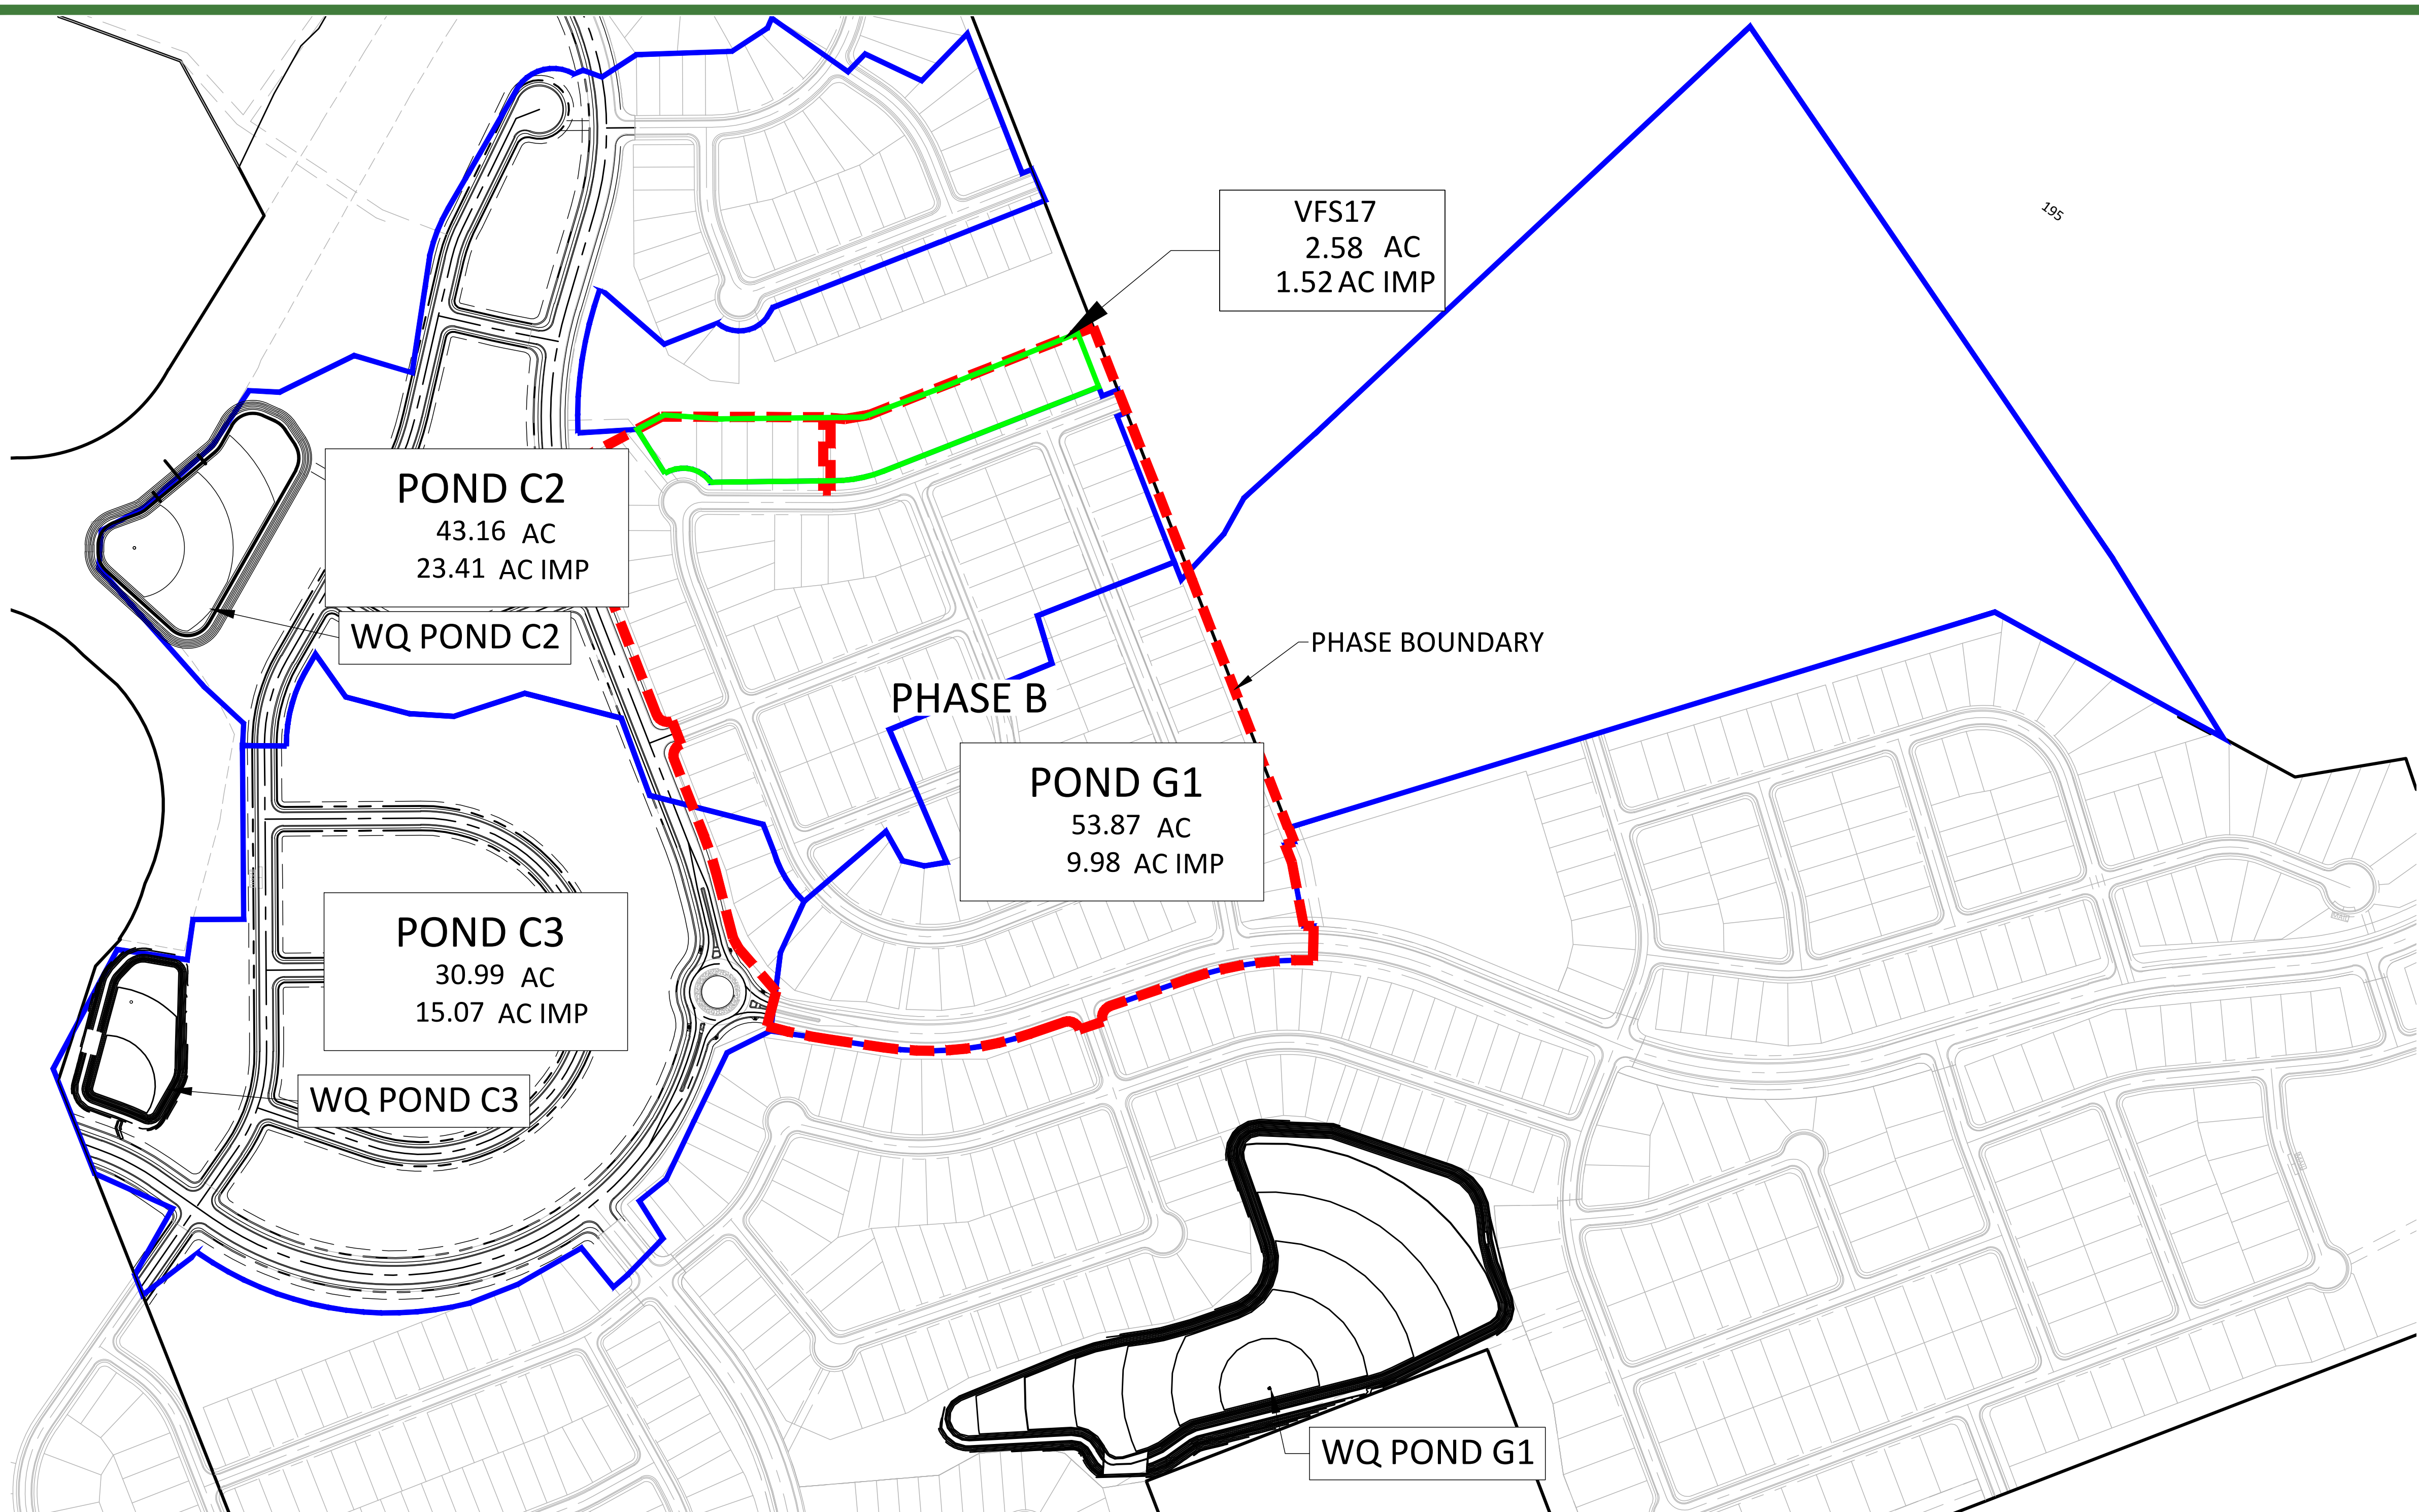 VFS17
2.58 AC
1.52 AC IMP
195
POND C2
43.16 AC
23.41 AC IMP
WQ POND C2
PHASE BOUNDARY
PHASE B
POND G1
53.87 AC
9.98 AC IMP
POND C3
30.99 AC
15.07 AC IMP
WQ POND C3
WQ POND G1